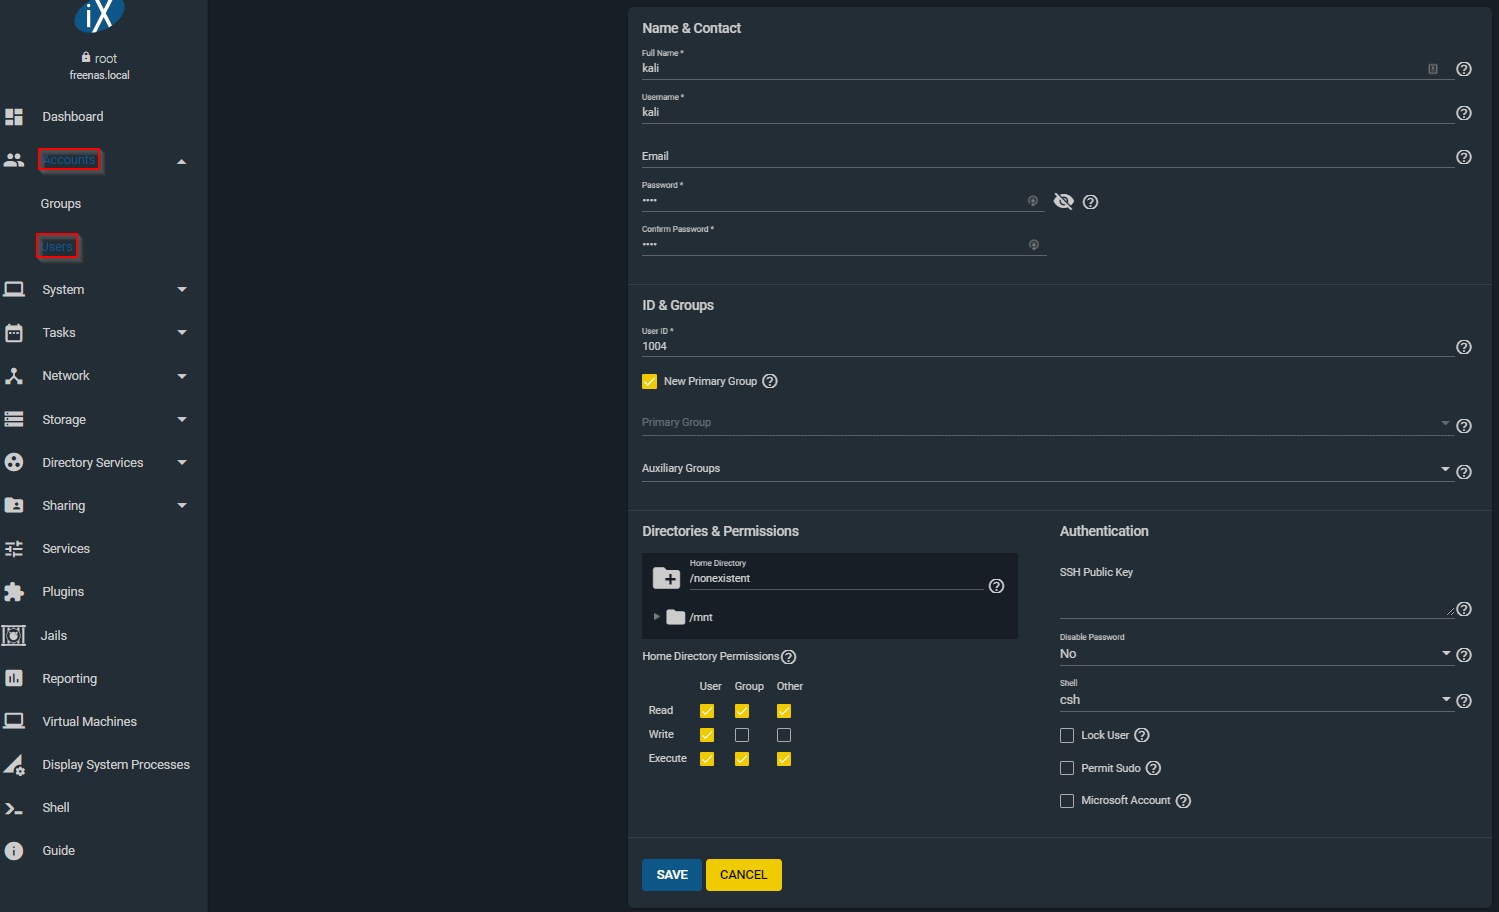 iX
root
freenas.local
Dashboard
Accounts
Groups
Users
System
Tasks
Network
Storage
Directory Services
Sharing
Services
Plugins
Jails
Reporting
Virtual Machines
Display System Processes
Shell
Guide
Name & Contact
Full Name *
kali
Username *
kali
Email
Password *
••••
Confirm Password *
••••
ID & Groups
User ID *
1004
New Primary Group
Primary Group
Auxiliary Groups
Directories & Permissions
Home Directory
/nonexistent
/mnt
Home Directory Permissions
User Group Other
Read
Write
Execute
Authentication
SSH Public Key
Disable Password
No
Shell
csh
Lock User
Permit Sudo
Microsoft Account
SAVE CANCEL